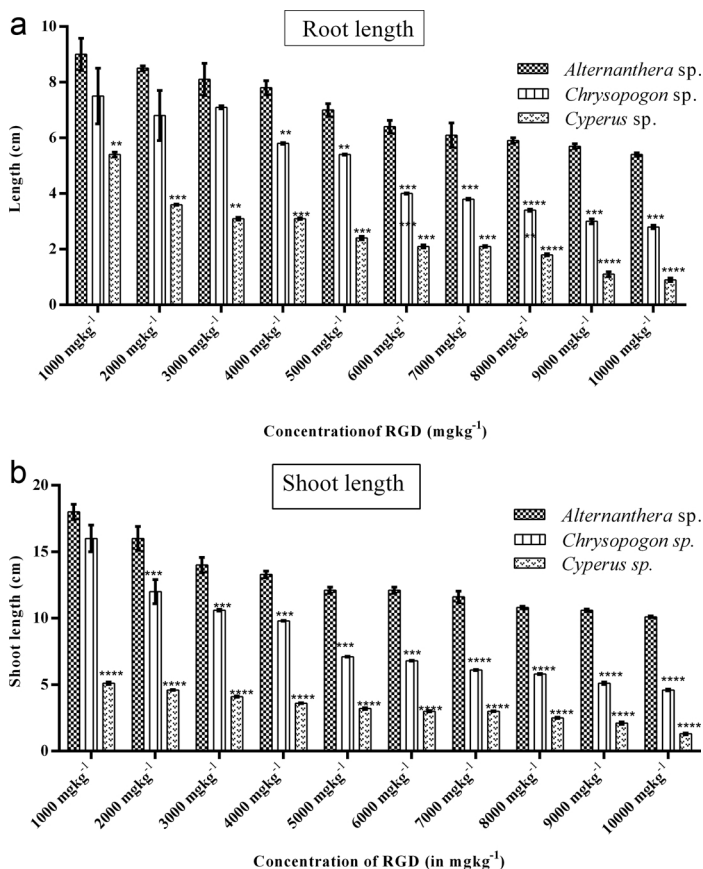 a
Root length
10
8
6
4
2
0
Length (cm)
Alternanthera sp.
Chrysopogon sp.
Cyperus sp.
**
***
**
**
***
**
***
***
***
***
***
***
****
**
****
***
****
***
****
1000 mgkg⁻¹
2000 mgkg⁻¹
3000 mgkg⁻¹
4000 mgkg⁻¹
5000 mgkg⁻¹
6000 mgkg⁻¹
7000 mgkg⁻¹
8000 mgkg⁻¹
9000 mgkg⁻¹
10000 mgkg⁻¹
Concentrationof RGD (mgkg⁻¹)
b
Shoot length
20
15
10
5
0
Shoot length (cm)
Alternanthera sp.
Chrysopogon sp.
Cyperus sp.
****
***
****
***
****
***
****
***
****
***
****
****
****
****
****
****
****
****
****
1000 mgkg⁻¹
2000 mgkg⁻¹
3000 mgkg⁻¹
4000 mgkg⁻¹
5000 mgkg⁻¹
6000 mgkg⁻¹
7000 mgkg⁻¹
8000 mgkg⁻¹
9000 mgkg⁻¹
10000 mgkg⁻¹
Concentration of RGD (in mgkg⁻¹)